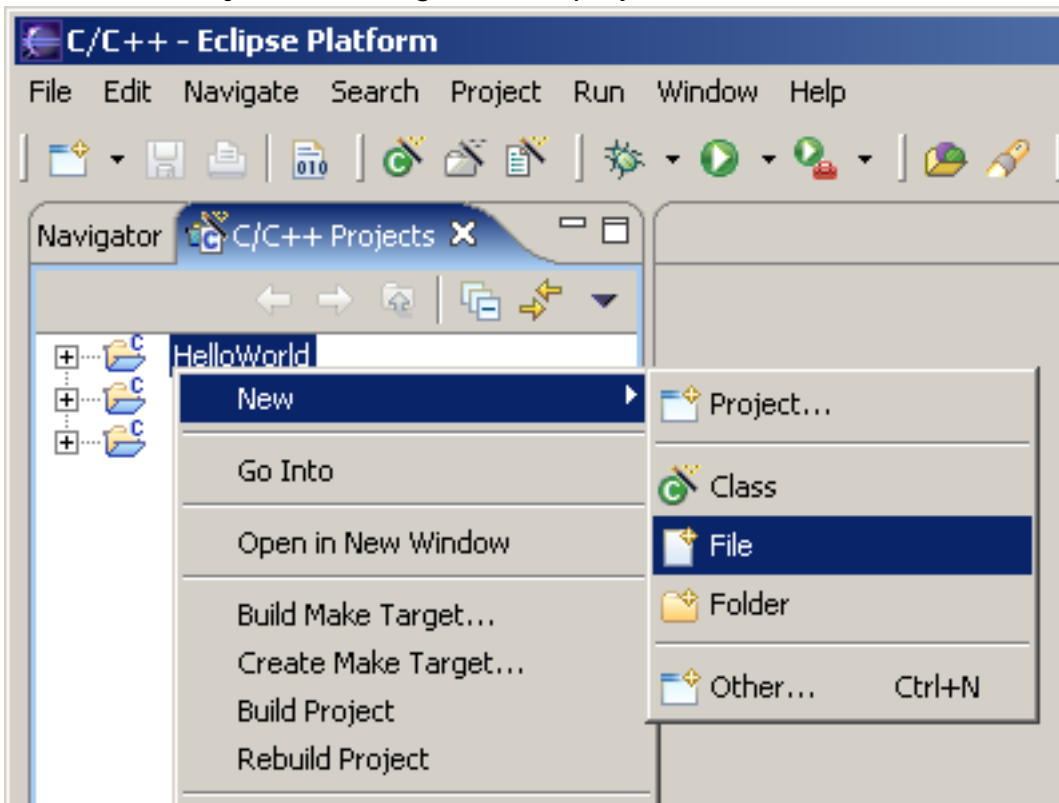 C/C++ - Eclipse Platform
File Edit Navigate Search Project Run Window Help
010
Navigator C/C++ Projects
HelloWorld
New
Project...
Go Into
Class
Open in New Window
File
Build Make Target...
Folder
Create Make Target...
Other... Ctrl+N
Build Project
Rebuild Project